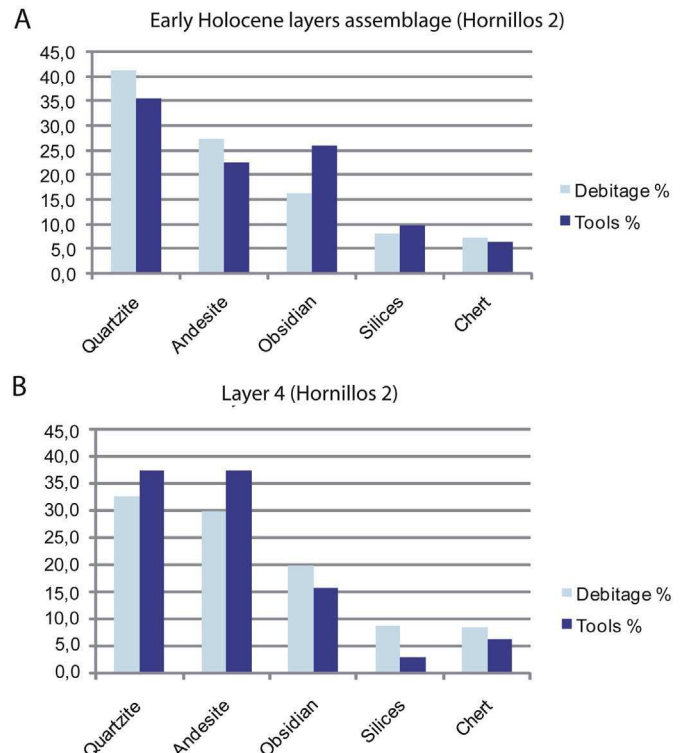 A
Early Holocene layers assemblage (Hornillos 2)
45,0
40,0
35,0
30,0
25,0
20,0
15,0
10,0
5,0
0,0
Quartzite
Andesite
Obsidian
Silices
Chert
Debitage %
Tools %
B
Layer 4 (Hornillos 2)
45,0
40,0
35,0
30,0
25,0
20,0
15,0
10,0
5,0
0,0
Quartzite
Andesite
Obsidian
Silices
Chert
Debitage %
Tools %